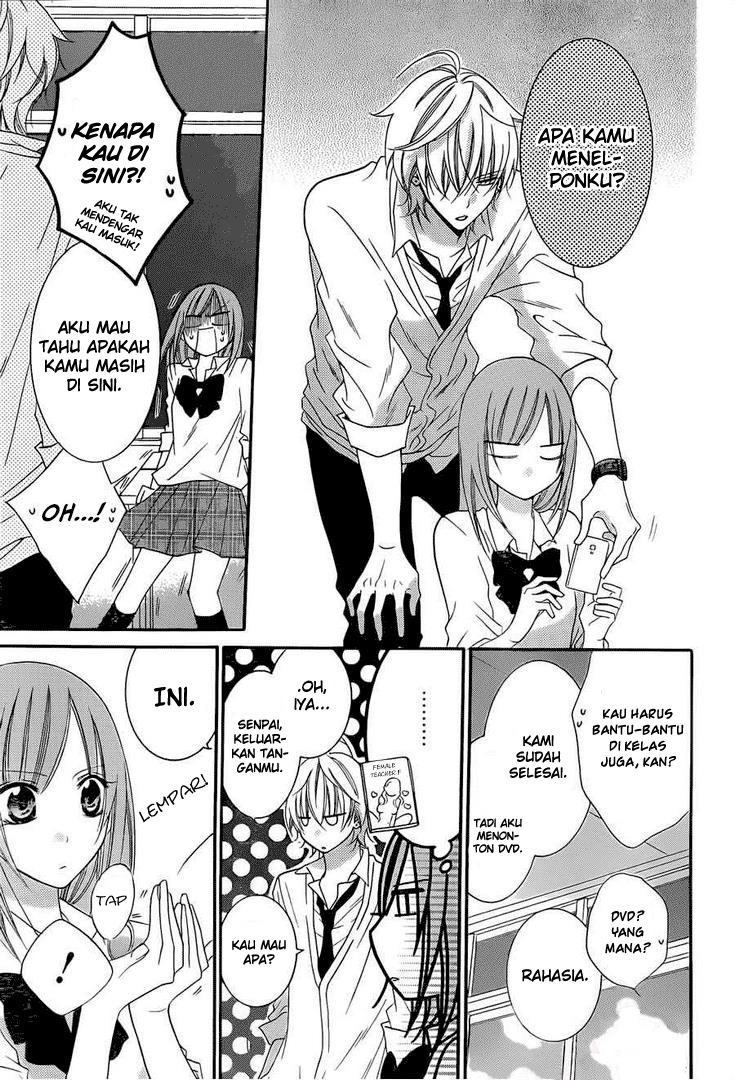 APA KAMU
MENEL-
PONKU?
KENAPA
KAU DI
SINI?!
AKU TAK
MENDENGAR
KAU MASUK!
AKU MAU
TAHU APAKAH
KAMU MASIH
DI SINI.
OH...!
KAU HARUS
BANTU-BANTU
DI KELAS
JUGA, KAN?
KAMI
SUDAH
SELESAI.
TADI AKU
MENON-
TON DVD.
DVD?
YANG
MANA?
RAHASIA.
.........
FEMALE
TEACHER F
.OH,
IYA...
SENPAI,
KELUAR-
KAN TAN-
GANMU.
KAU MAU
APA?
INI.
LEMPAR!
TAP
!